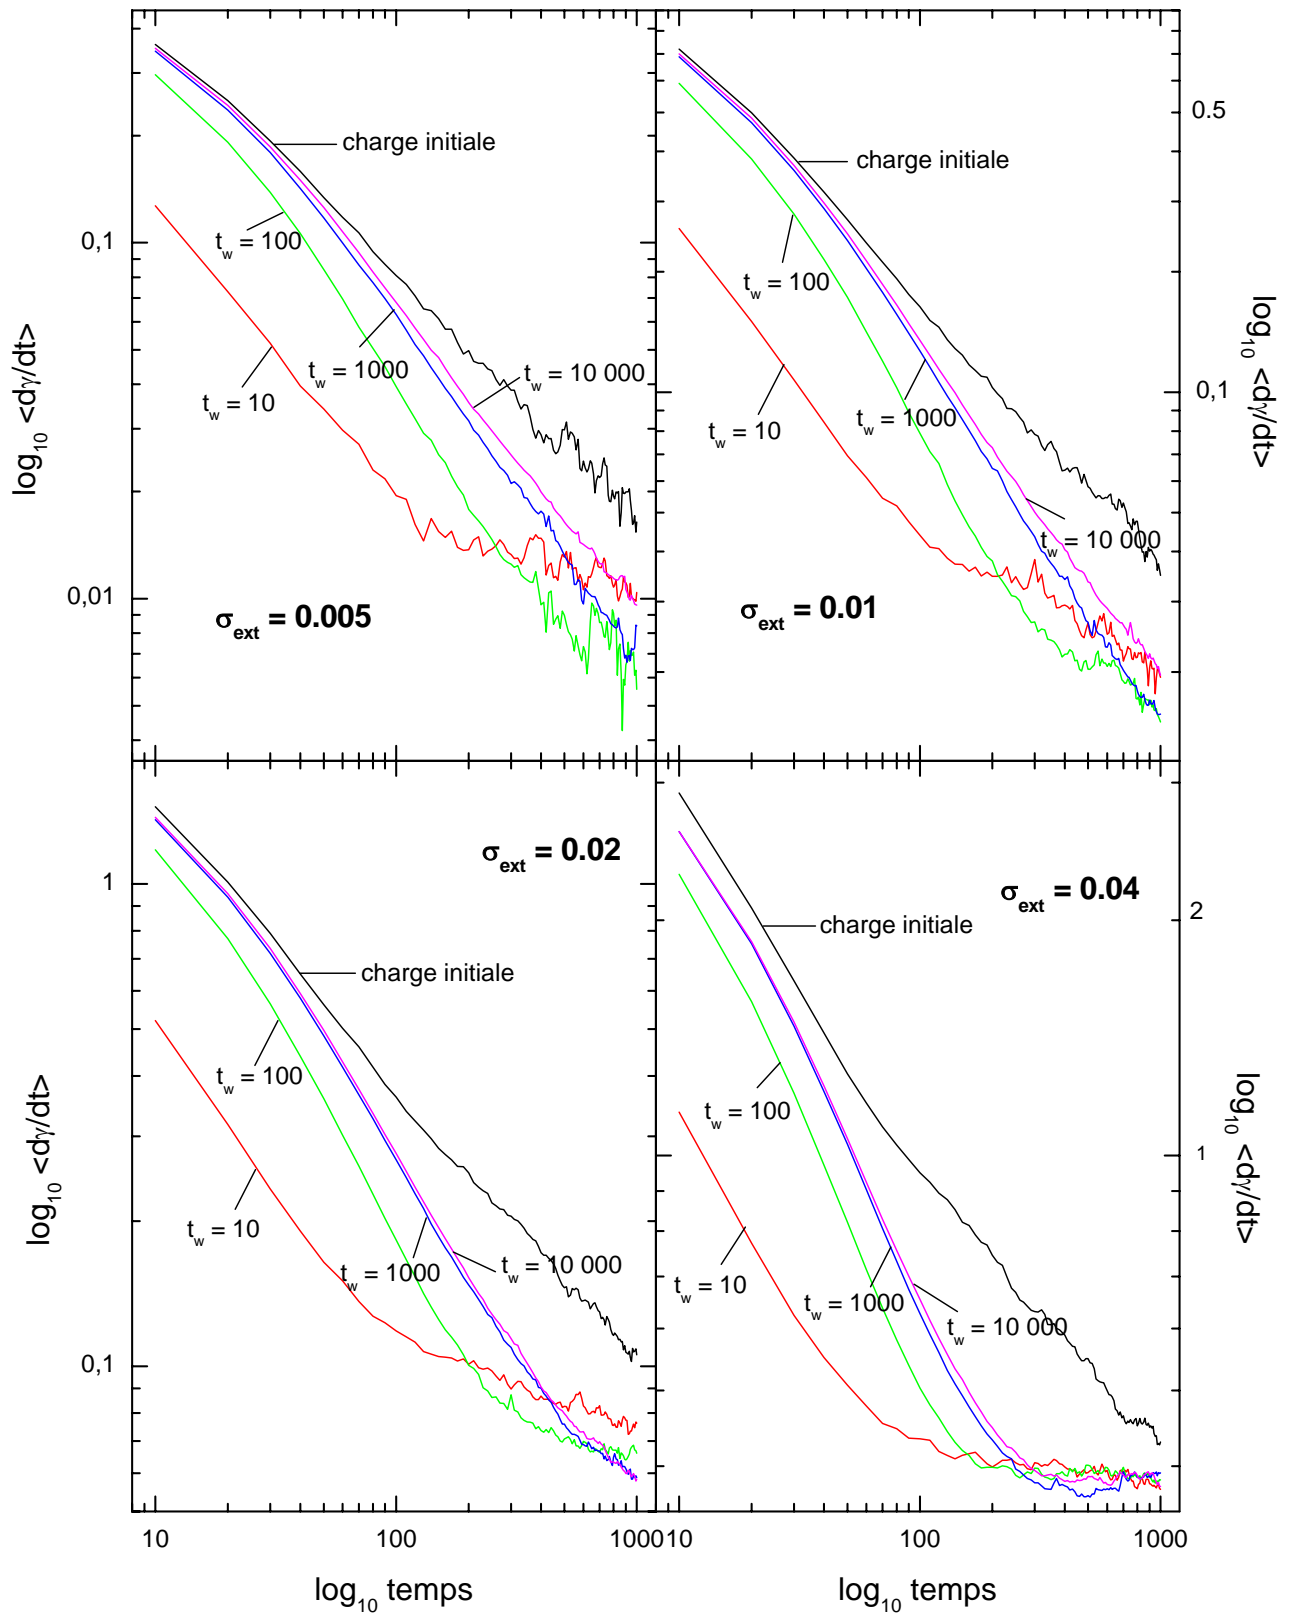 charge initiale
t_w = 100
t_w = 1000
t_w = 10 000
t_w = 10
σ_ext = 0.005
0,1
0,01
log_10 <dγ/dt>
charge initiale
t_w = 100
t_w = 1000
t_w = 10
t_w = 10 000
σ_ext = 0.01
0.5
0,1
log_10 <dγ/dt>
σ_ext = 0.02
charge initiale
t_w = 100
t_w = 10
t_w = 1000
t_w = 10 000
1
0,1
log_10 <dγ/dt>
10 100 1000
log_10 temps
σ_ext = 0.04
charge initiale
t_w = 100
t_w = 10
t_w = 1000
t_w = 10 000
2
1
log_10 <dγ/dt>
10 100 1000
log_10 temps